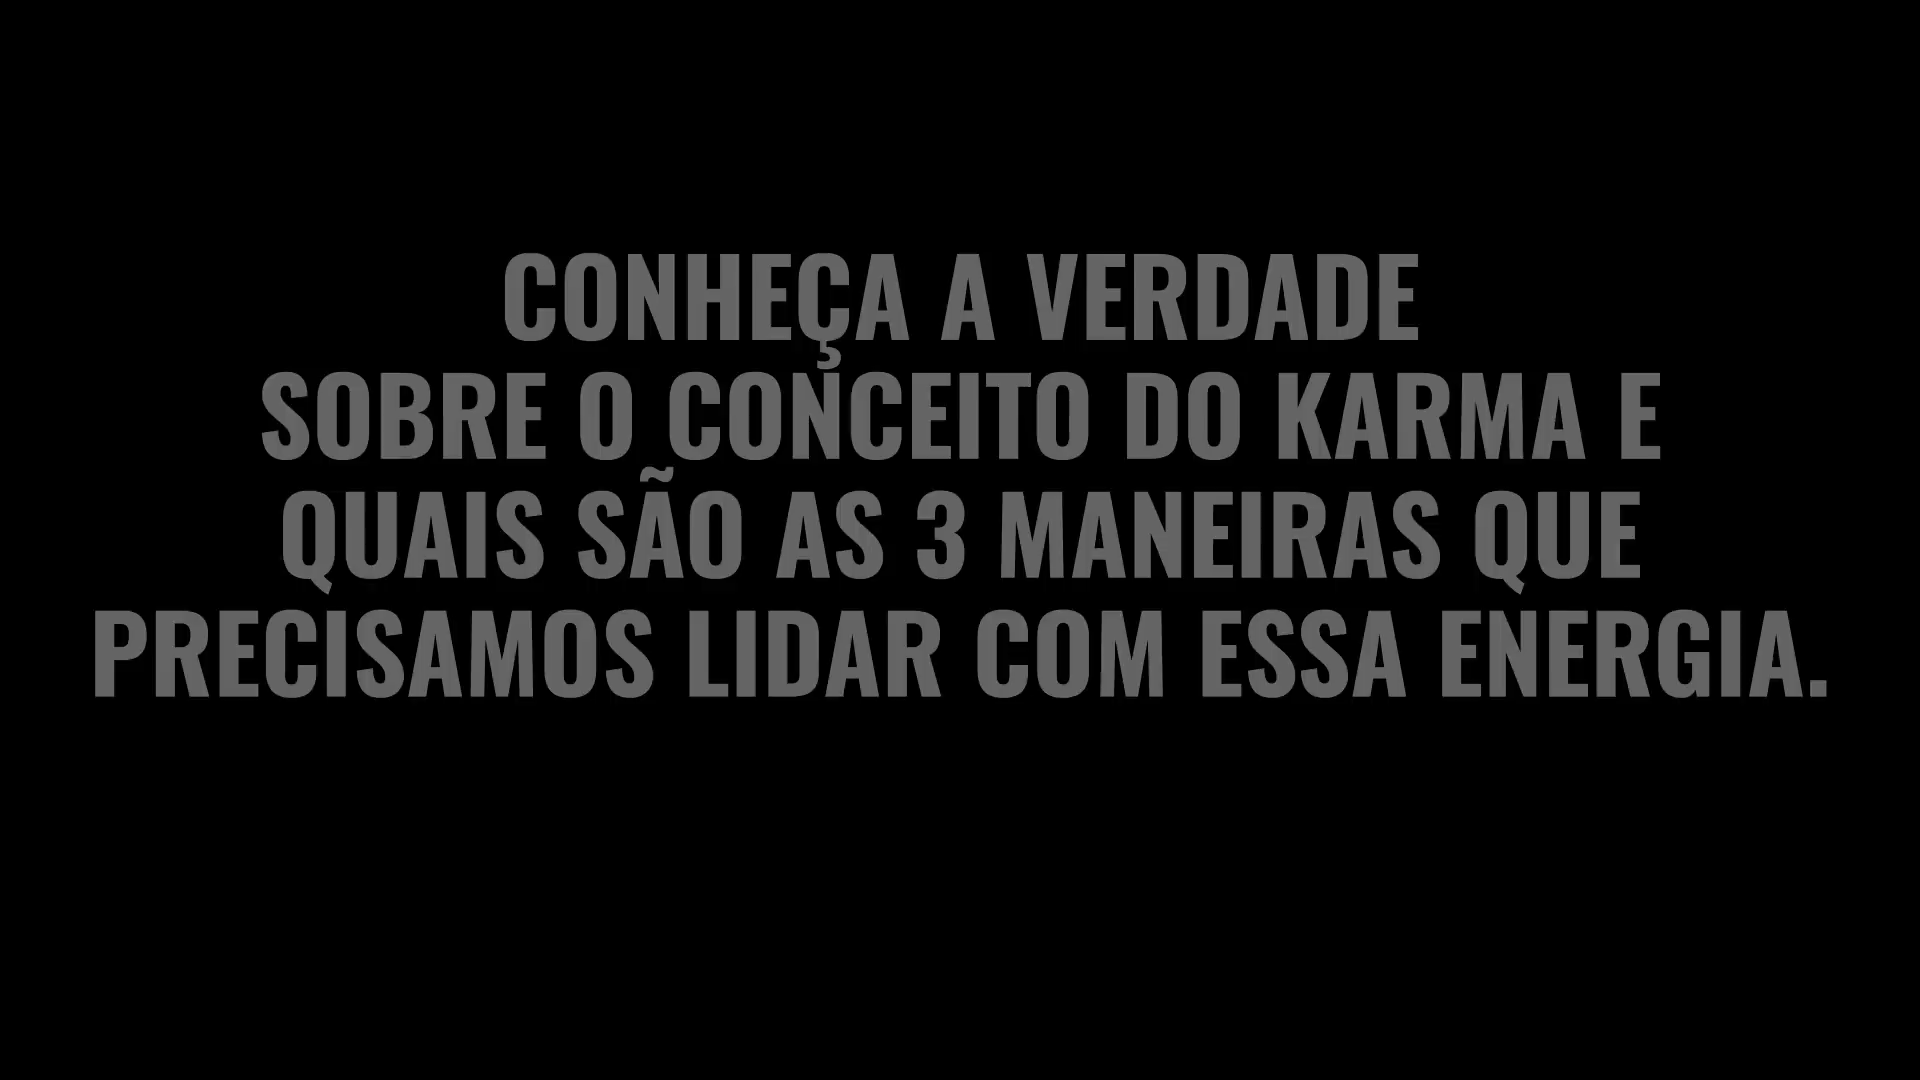 CONHEÇA A VERDADE
SOBRE O CONCEITO DO KARMA E
QUAIS SÃO AS 3 MANEIRAS QUE
PRECISAMOS LIDAR COM ESSA ENERGIA.